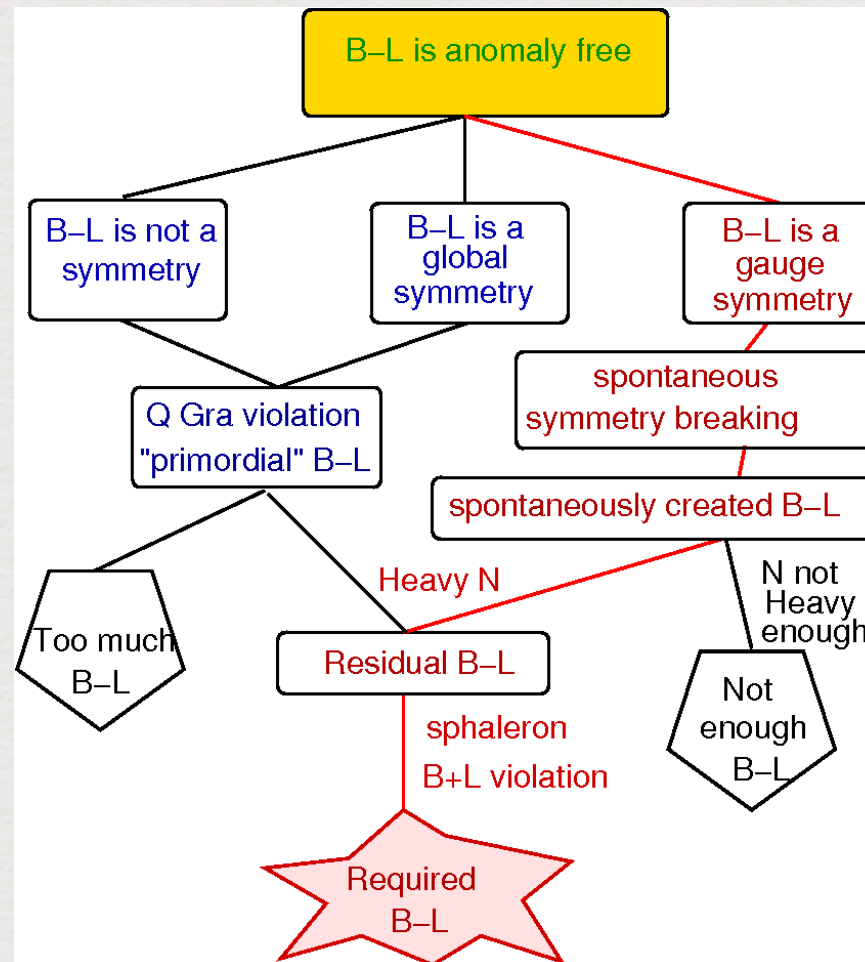 B–L is anomaly free
B–L is not a
symmetry
B–L is a
global
symmetry
B–L is a
gauge
symmetry
spontaneous
symmetry breaking
Q Gra violation
"primordial" B–L
spontaneously created B–L
Heavy N
N not
Heavy
enough
Too much
B–L
Residual B–L
Not
enough
B–L
sphaleron
B+L violation
Required
B–L